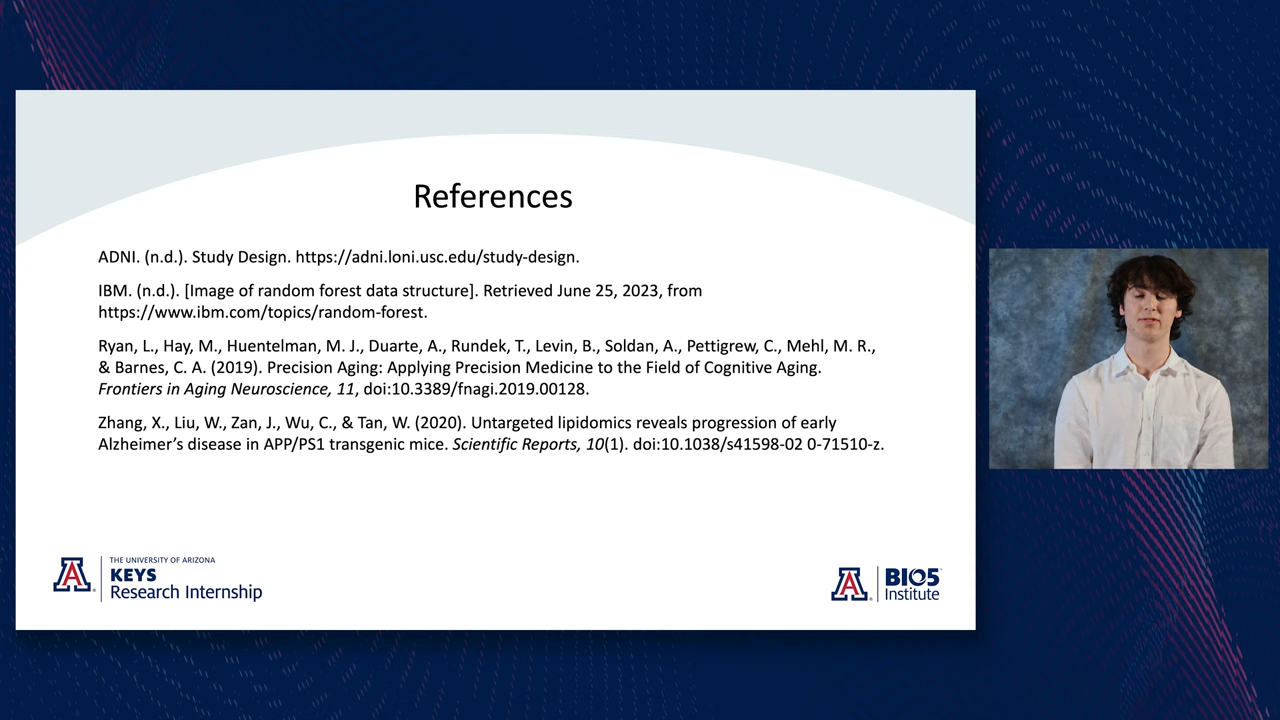 References
ADNI. (n.d.). Study Design. https://adni.loni.usc.edu/study-design.
IBM. (n.d.). [Image of random forest data structure]. Retrieved June 25, 2023, from
https://www.ibm.com/topics/random-forest.
Ryan, L., Hay, M., Huentelman, M. J., Duarte, A., Rundek, T., Levin, B., Soldan, A., Pettigrew, C., Mehl, M. R.,
& Barnes, C. A. (2019). Precision Aging: Applying Precision Medicine to the Field of Cognitive Aging.
Frontiers in Aging Neuroscience, 11, doi:10.3389/fnagi.2019.00128.
Zhang, X., Liu, W., Zan, J., Wu, C., & Tan, W. (2020). Untargeted lipidomics reveals progression of early
Alzheimer’s disease in APP/PS1 transgenic mice. Scientific Reports, 10(1). doi:10.1038/s41598-02 0-71510-z.
A
THE UNIVERSITY OF ARIZONA
KEYS
Research Internship
A
BIO5
Institute